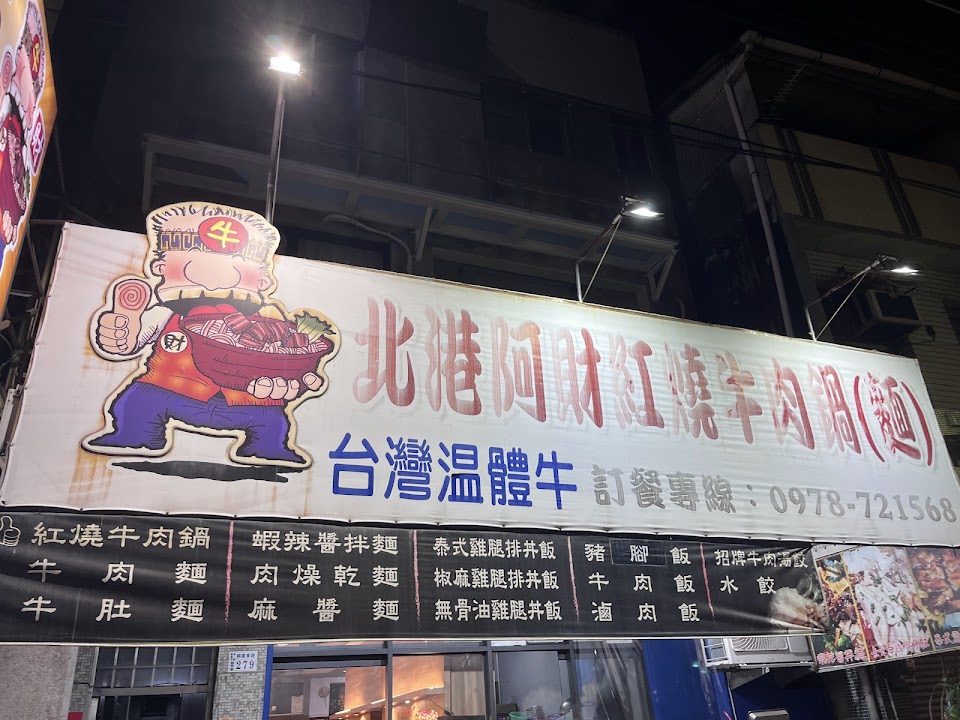 牛
北港阿財紅燒牛肉鍋(麵)
台灣温體牛 訂餐專線：0978-721568
紅燒牛肉鍋
牛肉麵
牛肚麵
蝦辣醬拌麵
肉燥乾麵
麻醬麵
泰式雞腿排丼飯
椒麻雞腿排丼飯
無骨油雞腿丼飯
豬腳飯
牛肉飯
滷肉飯
招牌牛肉湯餃
水餃
279